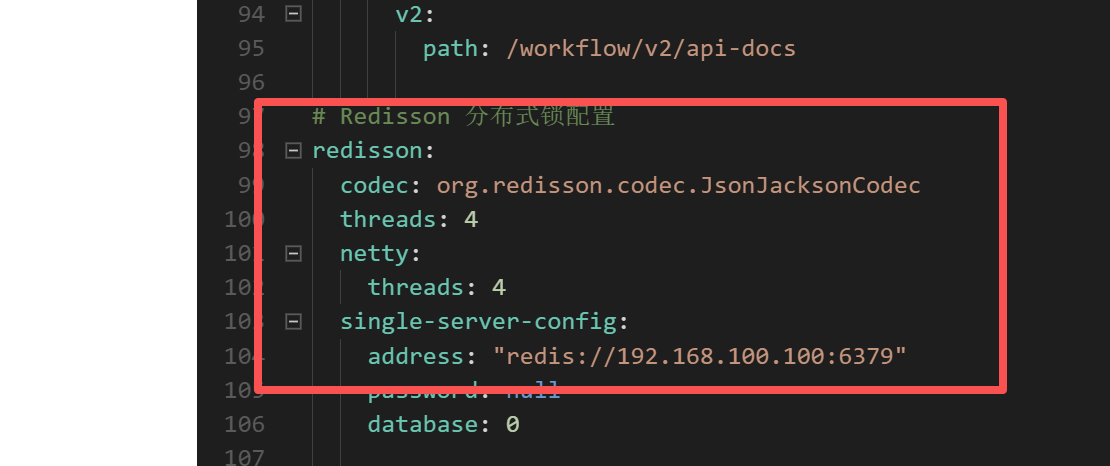 94 v2:
95 path: /workflow/v2/api-docs
96
97 # Redisson 分布式锁配置
98 redisson:
99 codec: org.redisson.codec.JsonJacksonCodec
100 threads: 4
101 netty:
102 threads: 4
103 single-server-config:
104 address: "redis://192.168.100.100:6379"
105 password: null
106 database: 0
107